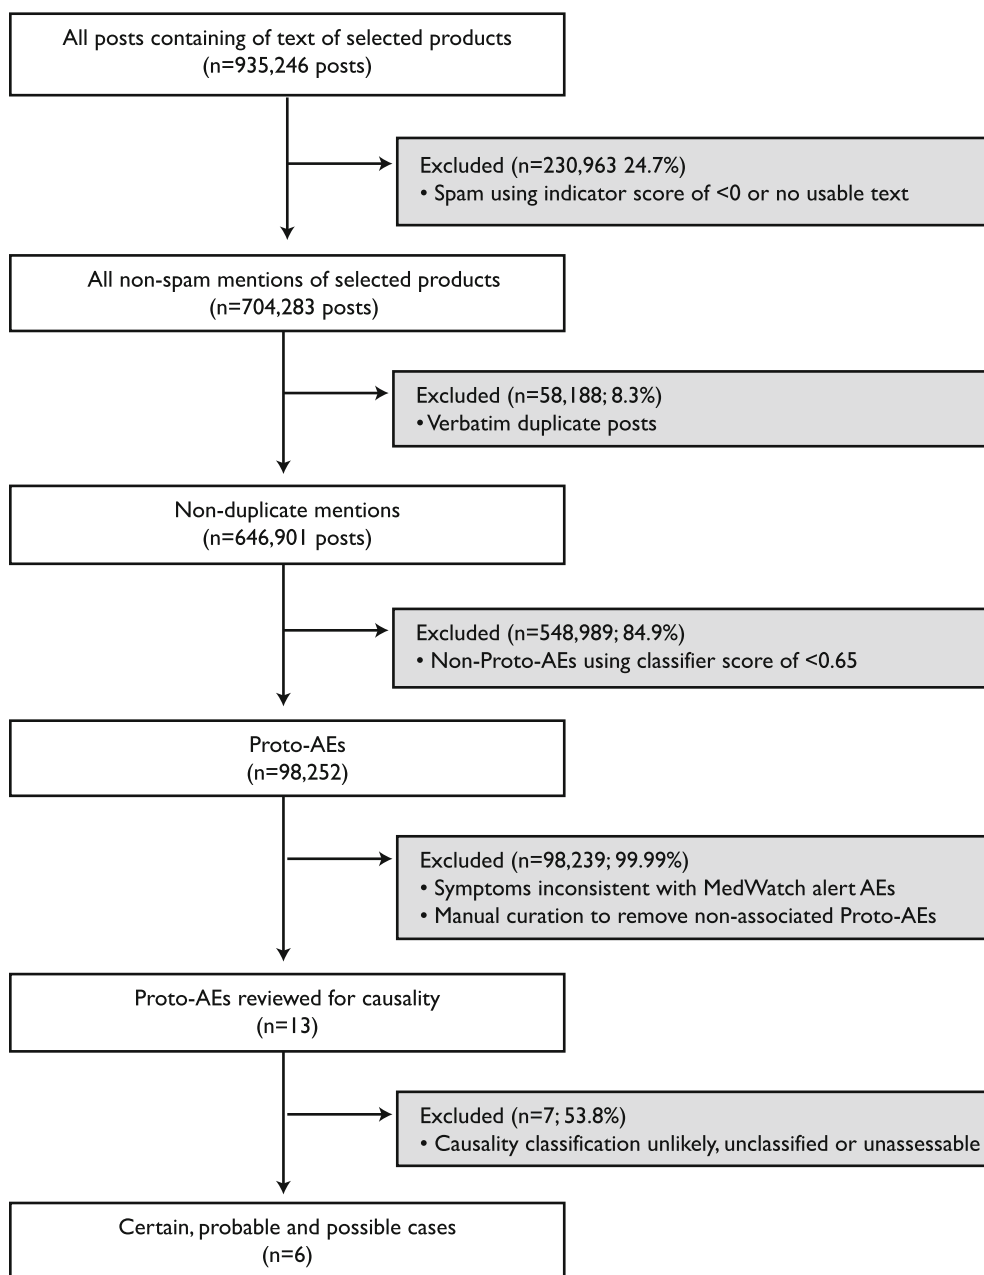 All posts containing of text of selected products
(n=935,246 posts)
Excluded (n=230,963 24.7%)
• Spam using indicator score of <0 or no usable text
All non-spam mentions of selected products
(n=704,283 posts)
Excluded (n=58,188; 8.3%)
• Verbatim duplicate posts
Non-duplicate mentions
(n=646,901 posts)
Excluded (n=548,989; 84.9%)
• Non-Proto-AEs using classifier score of <0.65
Proto-AEs
(n=98,252)
Excluded (n=98,239; 99.99%)
• Symptoms inconsistent with MedWatch alert AEs
• Manual curation to remove non-associated Proto-AEs
Proto-AEs reviewed for causality
(n=13)
Excluded (n=7; 53.8%)
• Causality classification unlikely, unclassified or unassessable
Certain, probable and possible cases
(n=6)